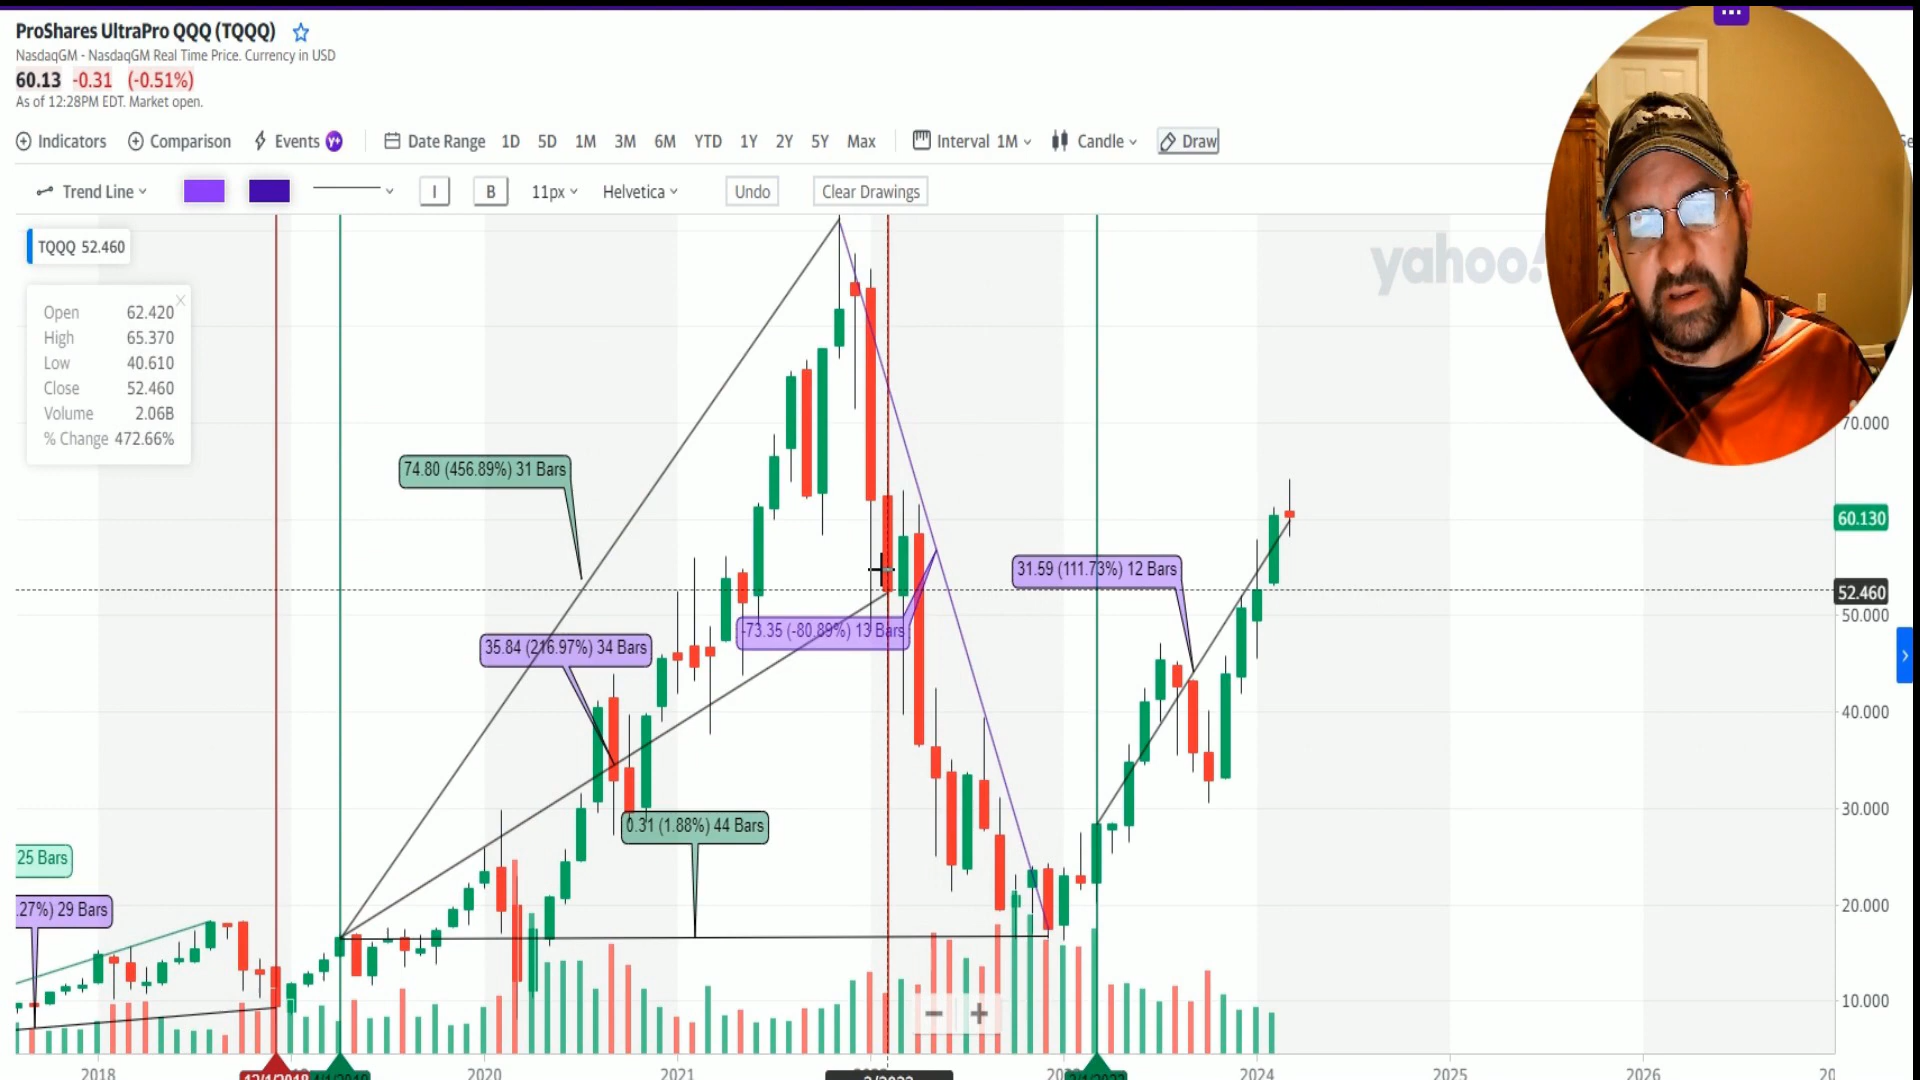 ProShares UltraPro QQQ (TQQQ)
NasdaqGM - NasdaqGM Real Time Price. Currency in USD
60.13 -0.31 (-0.51%)
As of 12:28PM EDT. Market open.
Indicators Comparison Events Y+ Date Range 1D 5D 1M 3M 6M YTD 1Y 2Y 5Y Max Interval 1M Candle Draw
Trend Line I B 11px Helvetica Undo Clear Drawings
TQQQ 52.460
yahoo!
Open 62.420
High 65.370
Low 40.610
Close 52.460
Volume 2.06B
% Change 472.66%
70.000
74.80 (456.89%) 31 Bars
60.130
31.59 (111.73%) 12 Bars
52.460
50.000
-73.35 (-80.89%) 13 Bars
35.84 (216.97%) 34 Bars
40.000
30.000
0.31 (1.88%) 44 Bars
25 Bars
20.000
.27%) 29 Bars
10.000
2018 12/1/2018 2020 2021 2024 2025 2026